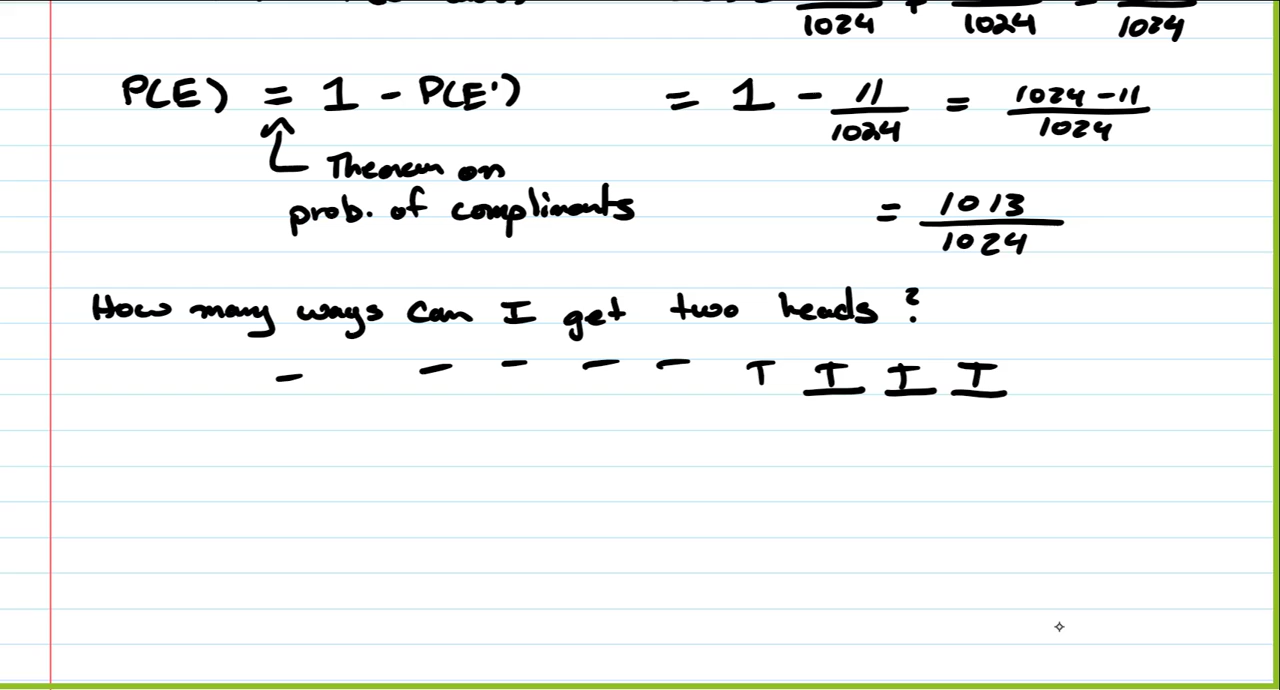 1024 1024 1024
P(E) = 1 - P(E') = 1 - 11/1024 = 1024-11/1024
Theorem on
prob. of compliments = 1013/1024
How many ways can I get two heads?
_ _ _ _ _ T T T T